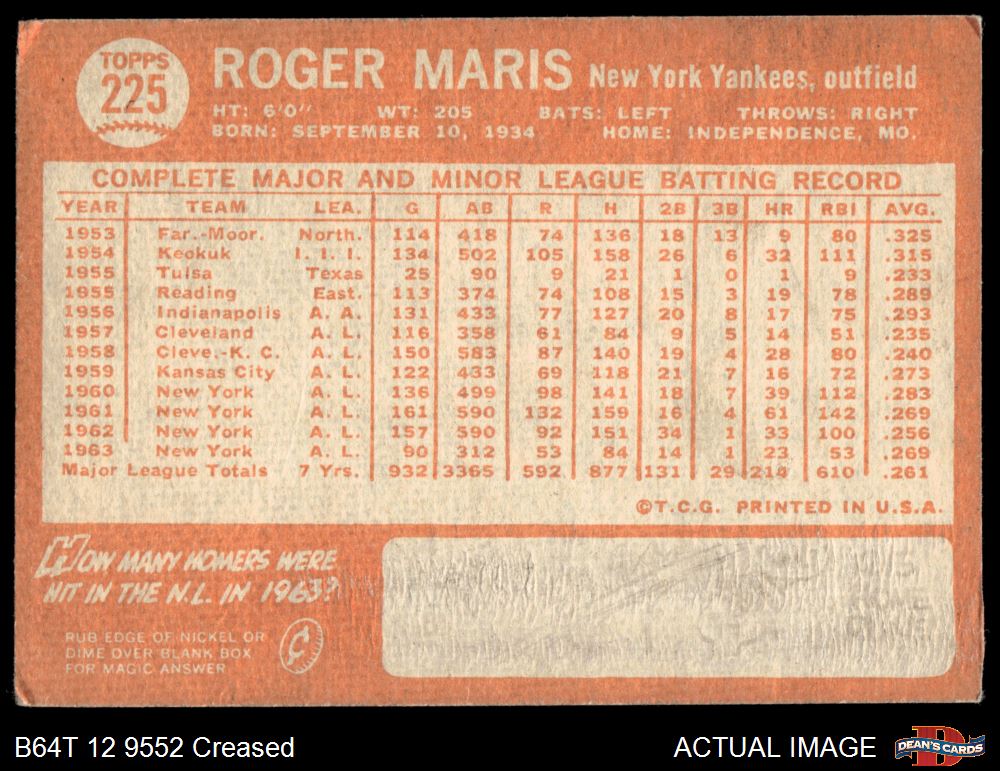 TOPPS
225
ROGER MARIS New York Yankees, outfield
HT: 6'0" WT: 205 BATS: LEFT THROWS: RIGHT
BORN: SEPTEMBER 10, 1934 HOME: INDEPENDENCE, MO.
COMPLETE MAJOR AND MINOR LEAGUE BATTING RECORD
YEAR TEAM LEA. G AB R H 2B 3B HR RBI AVG.
1953 Far.-Moor. North. 114 418 74 136 18 13 9 80 .325
1954 Keokuk I. I. I. 134 502 105 158 26 6 32 111 .315
1955 Tulsa Texas 25 90 9 21 1 0 1 9 .233
1955 Reading East. 113 374 74 108 15 3 19 78 .289
1956 Indianapolis A. A. 131 433 77 127 20 8 17 75 .293
1957 Cleveland A. L. 116 358 61 84 9 5 14 51 .235
1958 Cleve.-K. C. A. L. 150 583 87 140 19 4 28 80 .240
1959 Kansas City A. L. 122 433 69 118 21 7 16 72 .273
1960 New York A. L. 136 499 98 141 18 7 39 112 .283
1961 New York A. L. 161 590 132 159 16 4 61 142 .269
1962 New York A. L. 157 590 92 151 34 1 33 100 .256
1963 New York A. L. 90 312 53 84 14 1 23 53 .269
Major League Totals 7 Yrs. 932 3365 592 877 131 29 214 610 .261
©T.C.G. PRINTED IN U.S.A.
HOW MANY HOMERS WERE
HIT IN THE N.L. IN 1963?
RUB EDGE OF NICKEL OR
DIME OVER BLANK BOX
FOR MAGIC ANSWER
¢
B64T 12 9552 Creased
ACTUAL IMAGE
DEAN'S CARDS